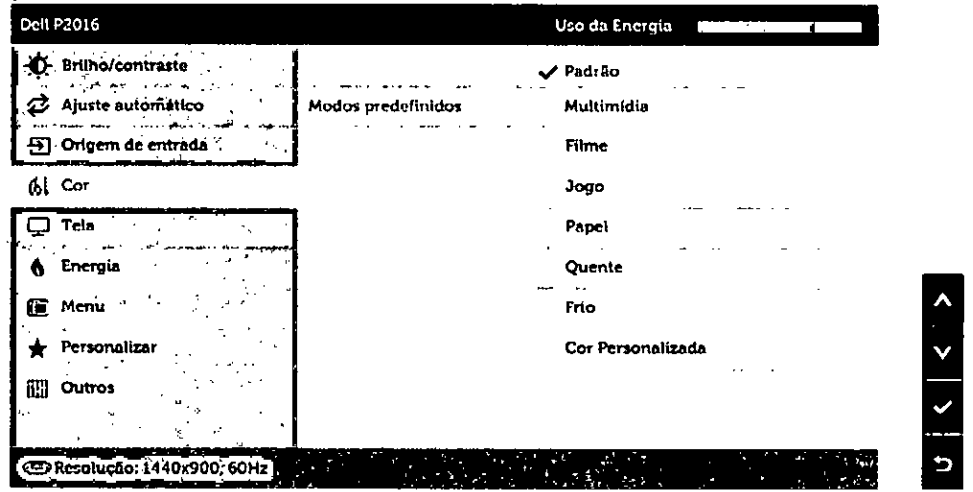 Dell P2016 Uso da Energia
Brilho/contraste Padrão
Ajuste automático Modos predefinidos Multimídia
Origem de entrada Filme
Cor Jogo
Tela Papel
Energia Quente
Menu Frio
Personalizar Cor Personalizada
Outros
Resolução: 1440x900, 60Hz